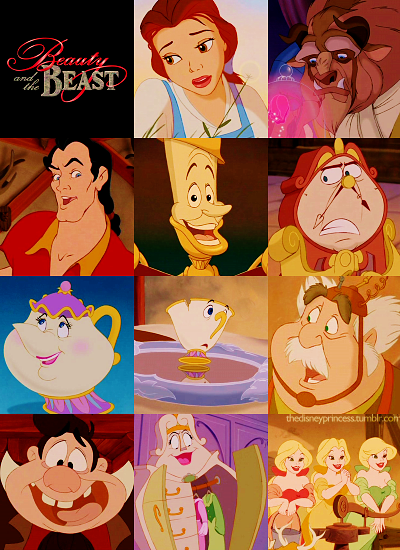 Beauty
and the BEAST
thedisneyprincess.tumblr.com